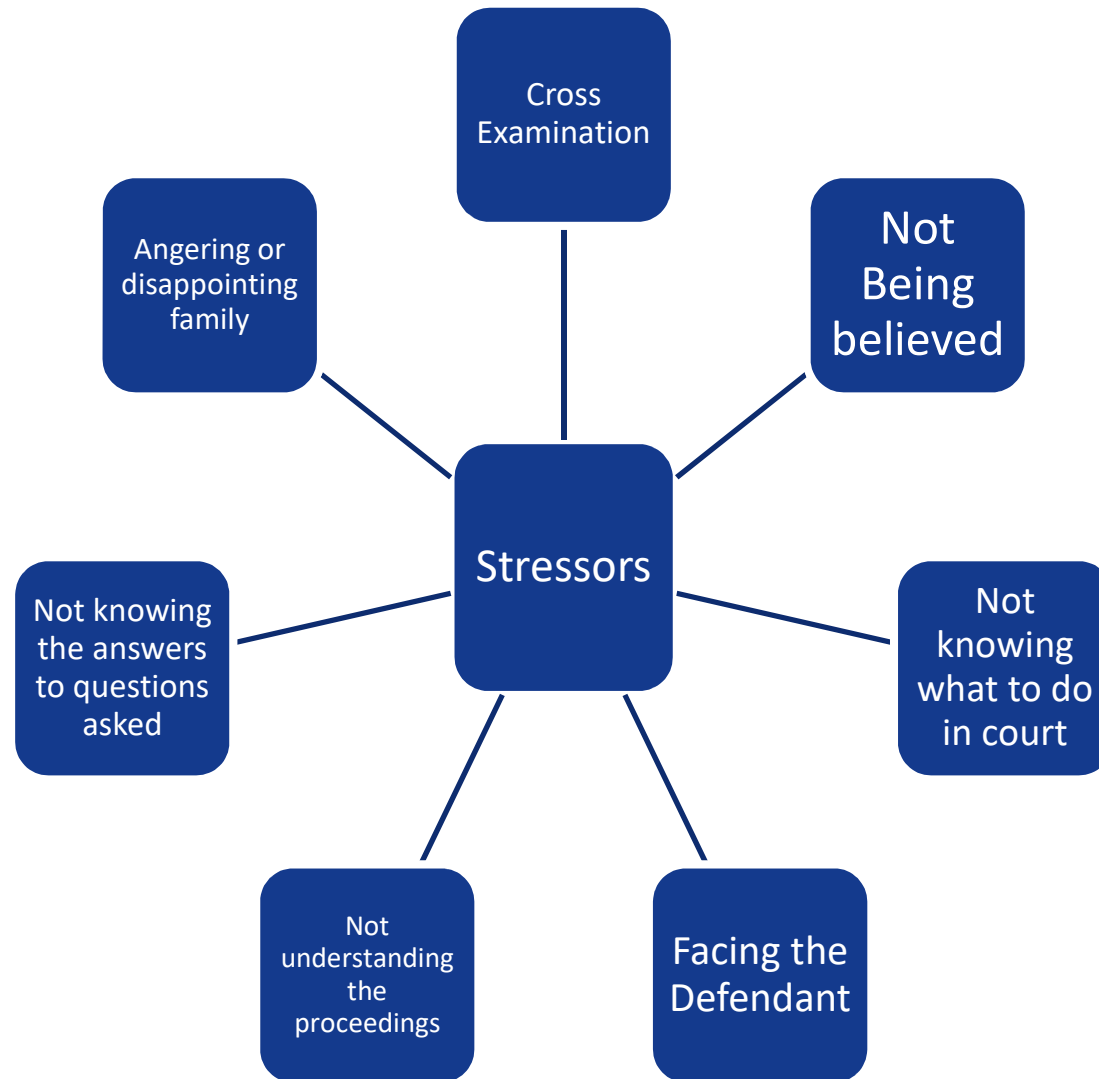 Cross
Examination
Not
Being
believed
Not
knowing
what to do
in court
Facing the
Defendant
Not
understanding
the
proceedings
Not knowing
the answers
to questions
asked
Angering or
disappointing
family
Stressors